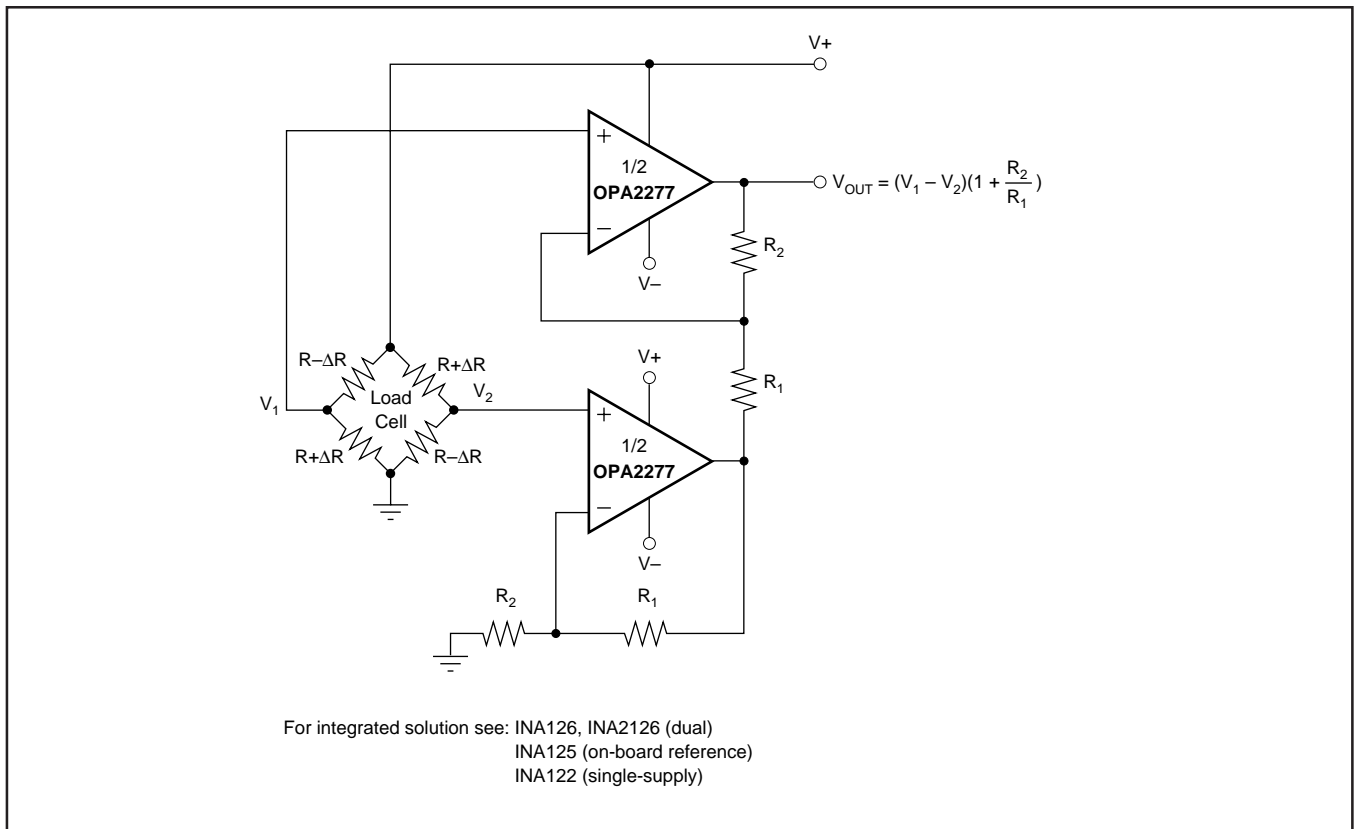 V+
+
1/2
OPA2277
−
V−
V_OUT = (V_1 – V_2)(1 + R_2/R_1)
R_2
R–ΔR
R+ΔR
V_1
Load
Cell
V_2
R+ΔR
R–ΔR
V+
R_1
+
1/2
OPA2277
−
V−
R_2
R_1
For integrated solution see: INA126, INA2126 (dual)
INA125 (on-board reference)
INA122 (single-supply)